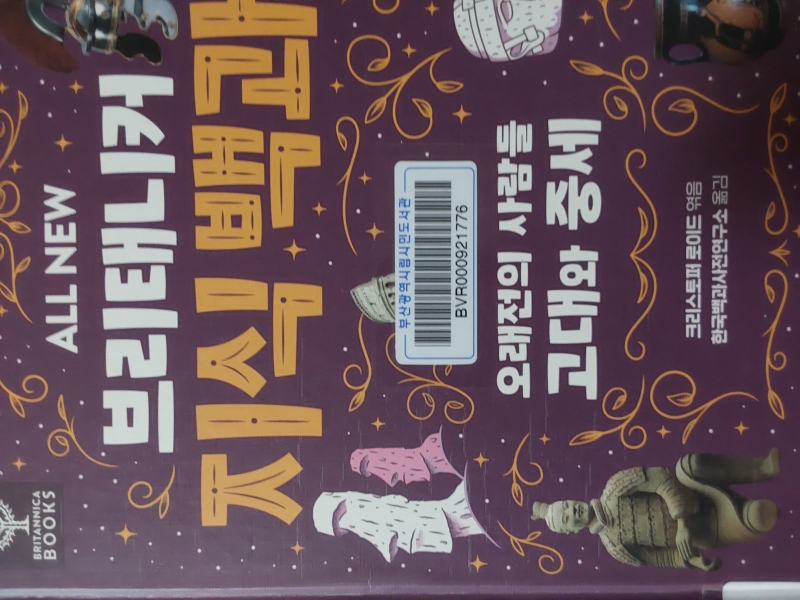 ALL NEW
브리태니커
지식 백과
부산광역시립시민도서관
BVR000921776
오래전의 사람들
고대와 중세
크리스토퍼 로이드 엮음
한국백과사전연구소 옮김
BRITANNICA
BOOKS